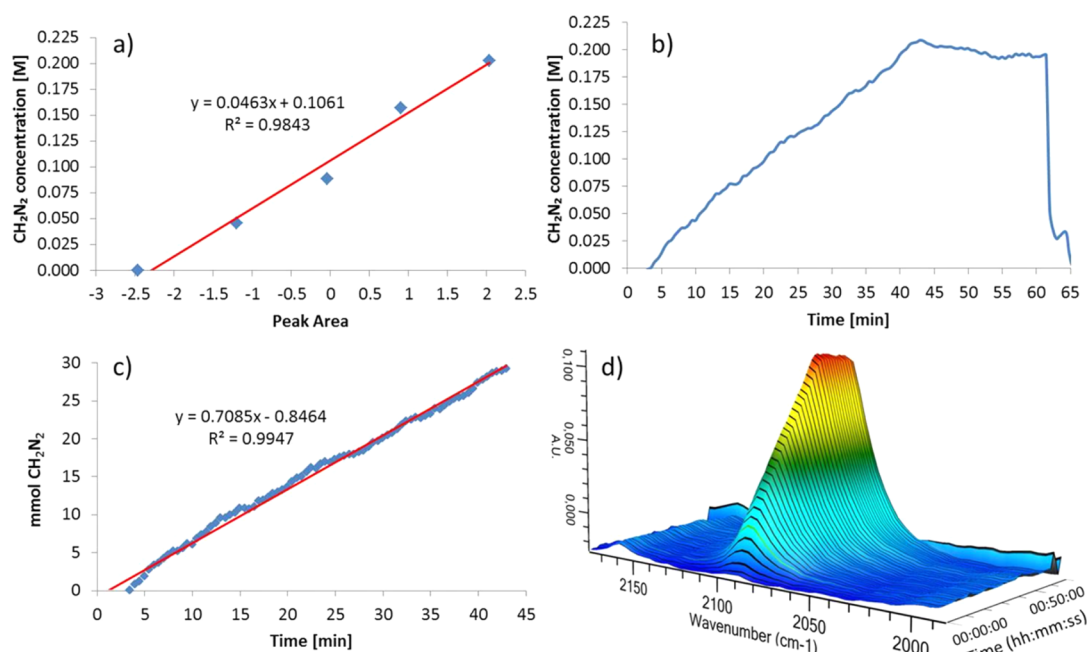 a)
CH₂N₂ concentration [M]
0.225
0.200
0.175
0.150
0.125
0.100
0.075
0.050
0.025
0.000
y = 0.0463x + 0.1061
R² = 0.9843
-3 -2.5 -2 -1.5 -1 -0.5 0 0.5 1 1.5 2 2.5
Peak Area
b)
CH₂N₂ concentration [M]
0.225
0.200
0.175
0.150
0.125
0.100
0.075
0.050
0.025
0.000
0 5 10 15 20 25 30 35 40 45 50 55 60 65
Time [min]
c)
mmol CH₂N₂
30
25
20
15
10
5
0
y = 0.7085x - 0.8464
R² = 0.9947
0 5 10 15 20 25 30 35 40 45
Time [min]
d)
0,100
0,050
0,000
A.U.
2150 2100 2050 2000
Wavenumber (cm-1)
00:00:00 00:50:00
Time (hh:mm:ss)